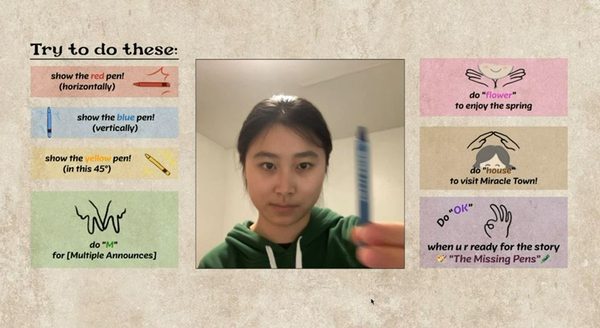 Try to do these:
show the red pen!
(horizontally)
show the blue pen!
(vertically)
show the yellow pen!
(in this 45°)
do "M"
for [Multiple Announces]
do "flower"
to enjoy the spring
do "house"
to visit Miracle Town!
Do "OK"
when u r ready for the story
"The Missing Pens"